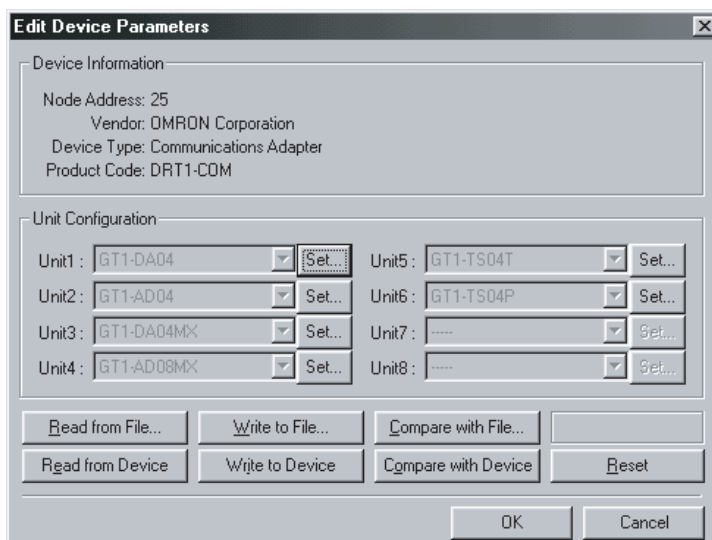 Edit Device Parameters
Device Information
Node Address: 25
Vendor: OMRON Corporation
Device Type: Communications Adapter
Product Code: DRT1-COM
Unit Configuration
Unit1 : GT1-DA04 Set... Unit5 : GT1-TS04T Set...
Unit2 : GT1-AD04 Set... Unit6 : GT1-TS04P Set...
Unit3 : GT1-DA04MX Set... Unit7 : ----- Set...
Unit4 : GT1-AD08MX Set... Unit8 : ----- Set...
Read from File... Write to File... Compare with File...
Read from Device Write to Device Compare with Device Reset
OK Cancel